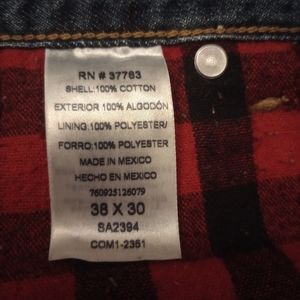 RN # 37763
SHELL:100% COTTON
EXTERIOR 100% ALGODÓN
LINING:100% POLYESTER/
FORRO:100% POLYESTER
MADE IN MEXICO
HECHO EN MEXICO
760925126079
38 X 30
SA2394
COM1-2351